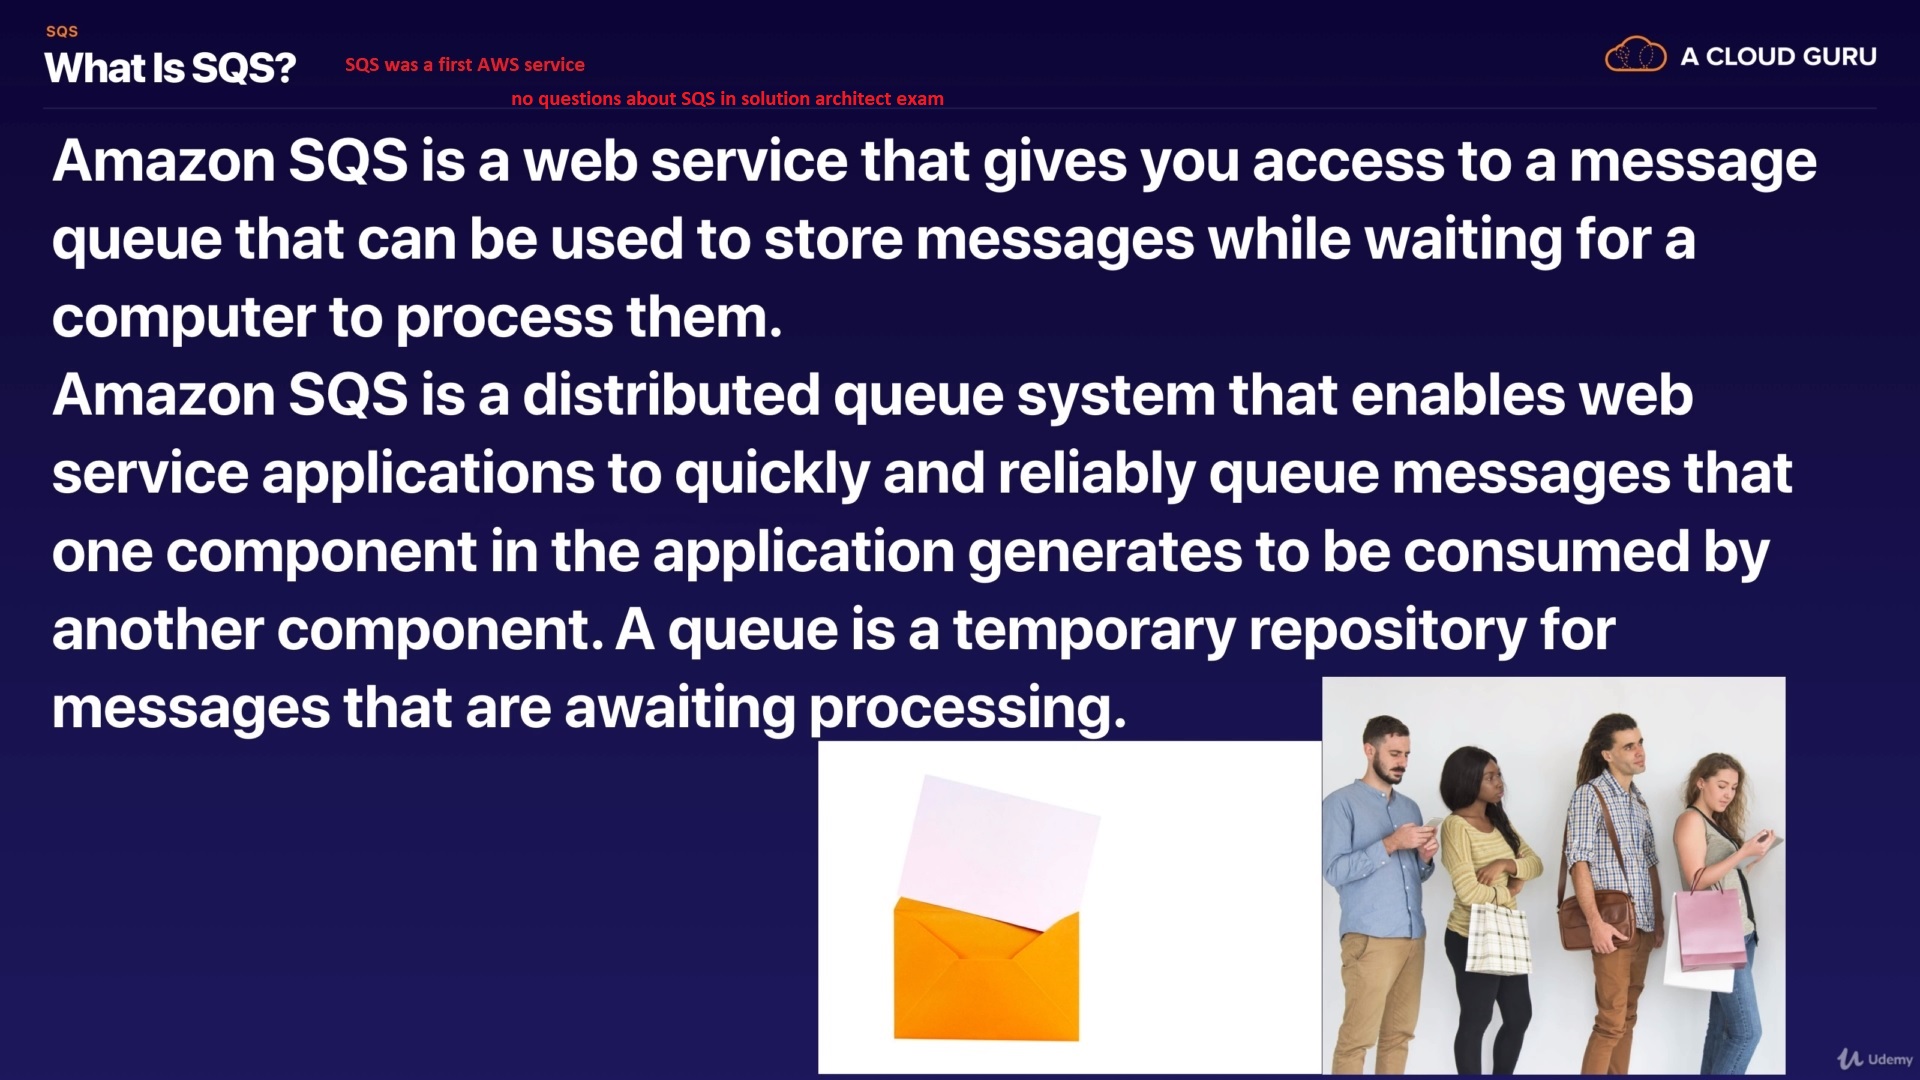 SQS
What Is SQS?
SQS was a first AWS service
A CLOUD GURU
no questions about SQS in solution architect exam
Amazon SQS is a web service that gives you access to a message
queue that can be used to store messages while waiting for a
computer to process them.
Amazon SQS is a distributed queue system that enables web
service applications to quickly and reliably queue messages that
one component in the application generates to be consumed by
another component. A queue is a temporary repository for
messages that are awaiting processing.
Udemy